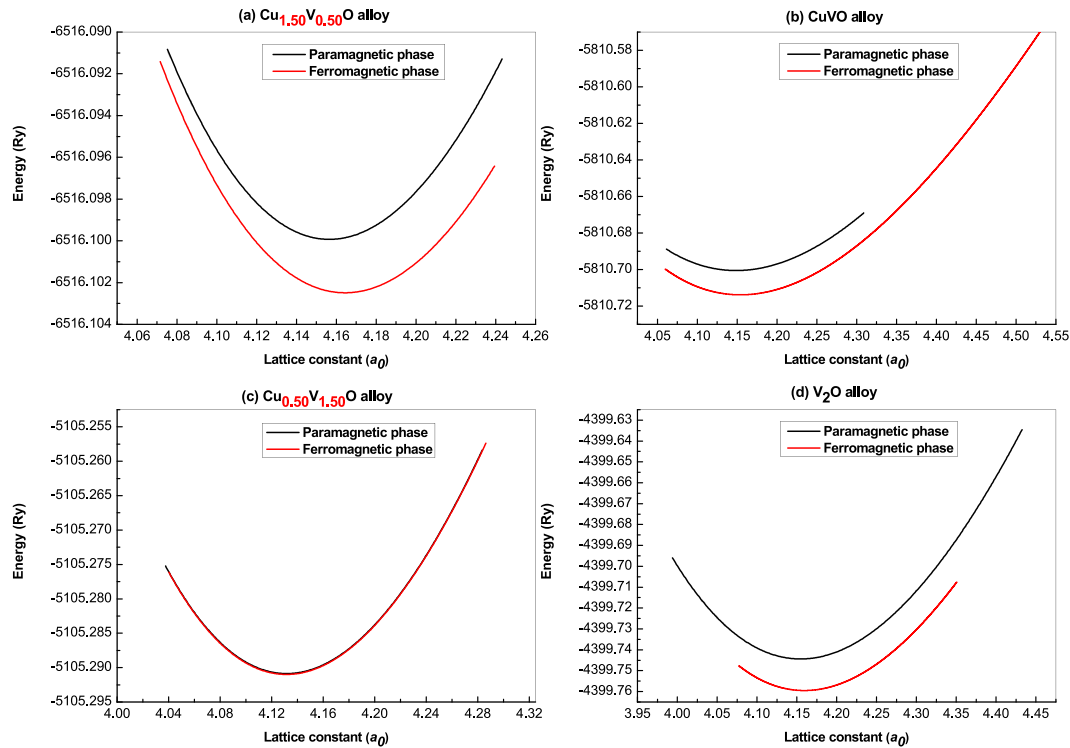 (a) Cu1.50V0.50O alloy
Paramagnetic phase
Ferromagnetic phase
Energy (Ry)
-6516.090
-6516.092
-6516.094
-6516.096
-6516.098
-6516.100
-6516.102
-6516.104
4.06 4.08 4.10 4.12 4.14 4.16 4.18 4.20 4.22 4.24 4.26
Lattice constant (a0)
(b) CuVO alloy
Paramagnetic phase
Ferromagnetic phase
Energy (Ry)
-5810.58
-5810.60
-5810.62
-5810.64
-5810.66
-5810.68
-5810.70
-5810.72
4.05 4.10 4.15 4.20 4.25 4.30 4.35 4.40 4.45 4.50 4.55
Lattice constant (a0)
(c) Cu0.50V1.50O alloy
Paramagnetic phase
Ferromagnetic phase
Energy (Ry)
-5105.255
-5105.260
-5105.265
-5105.270
-5105.275
-5105.280
-5105.285
-5105.290
-5105.295
4.00 4.04 4.08 4.12 4.16 4.20 4.24 4.28 4.32
Lattice constant (a0)
(d) V2O alloy
Paramagnetic phase
Ferromagnetic phase
Energy (Ry)
-4399.63
-4399.64
-4399.65
-4399.66
-4399.67
-4399.68
-4399.69
-4399.70
-4399.71
-4399.72
-4399.73
-4399.74
-4399.75
-4399.76
3.95 4.00 4.05 4.10 4.15 4.20 4.25 4.30 4.35 4.40 4.45
Lattice constant (a0)